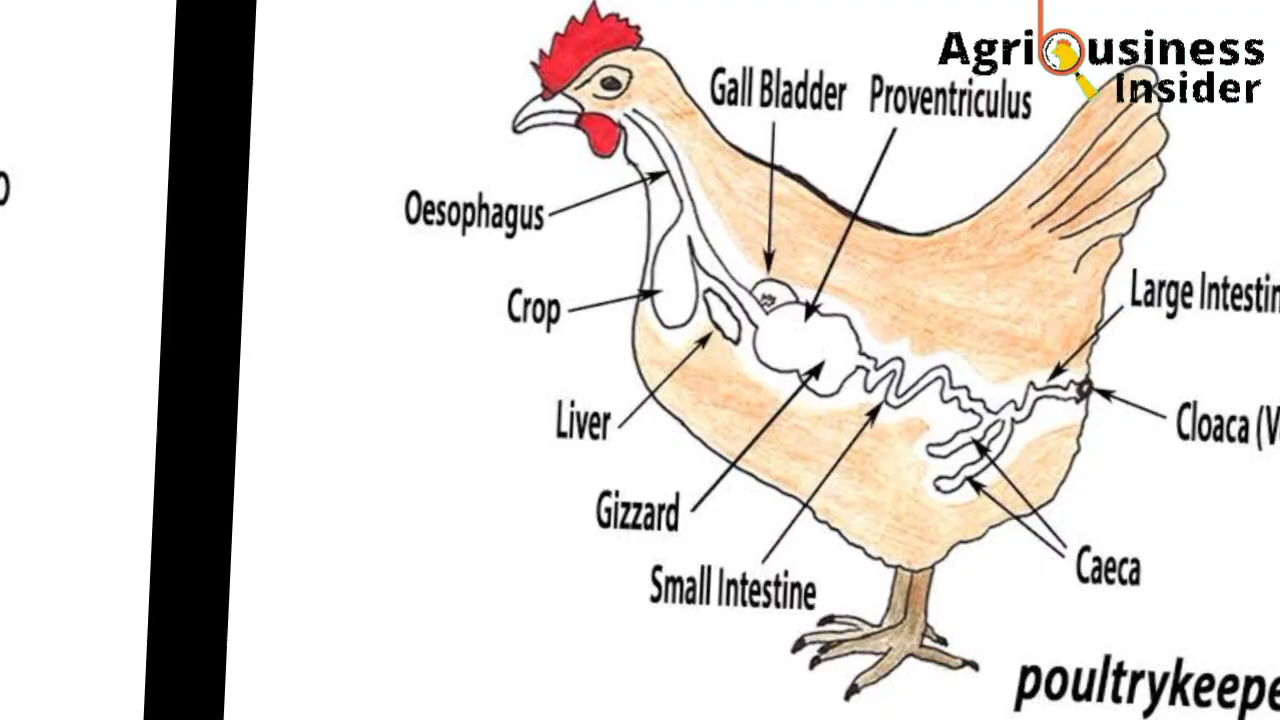 Agribusiness
Insider
Gall Bladder
Proventriculus
Oesophagus
Large Intestin
Crop
Liver
Cloaca (V
Gizzard
Small Intestine
Caeca
poultrykeepe